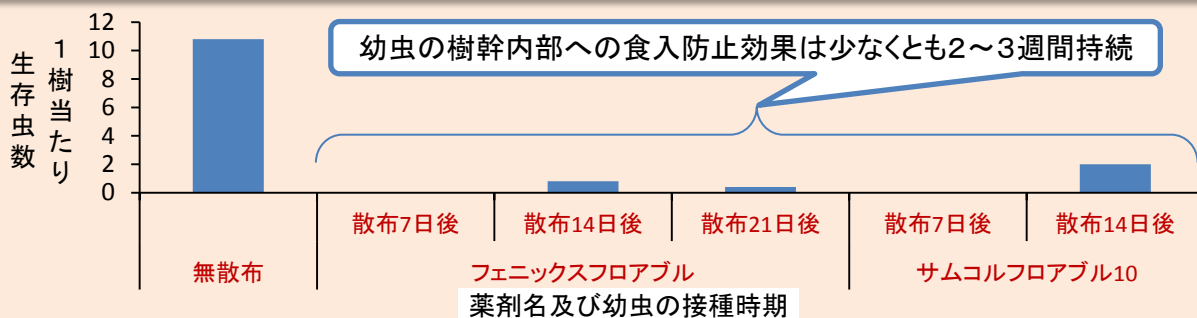 12
10
8
6
4
2
0
1樹当たり
生存虫数
幼虫の樹幹内部への食入防止効果は少なくとも2～3週間持続
散布7日後
散布14日後
散布21日後
散布7日後
散布14日後
無散布
フェニックスフロアブル
サムコルフロアブル10
薬剤名及び幼虫の接種時期